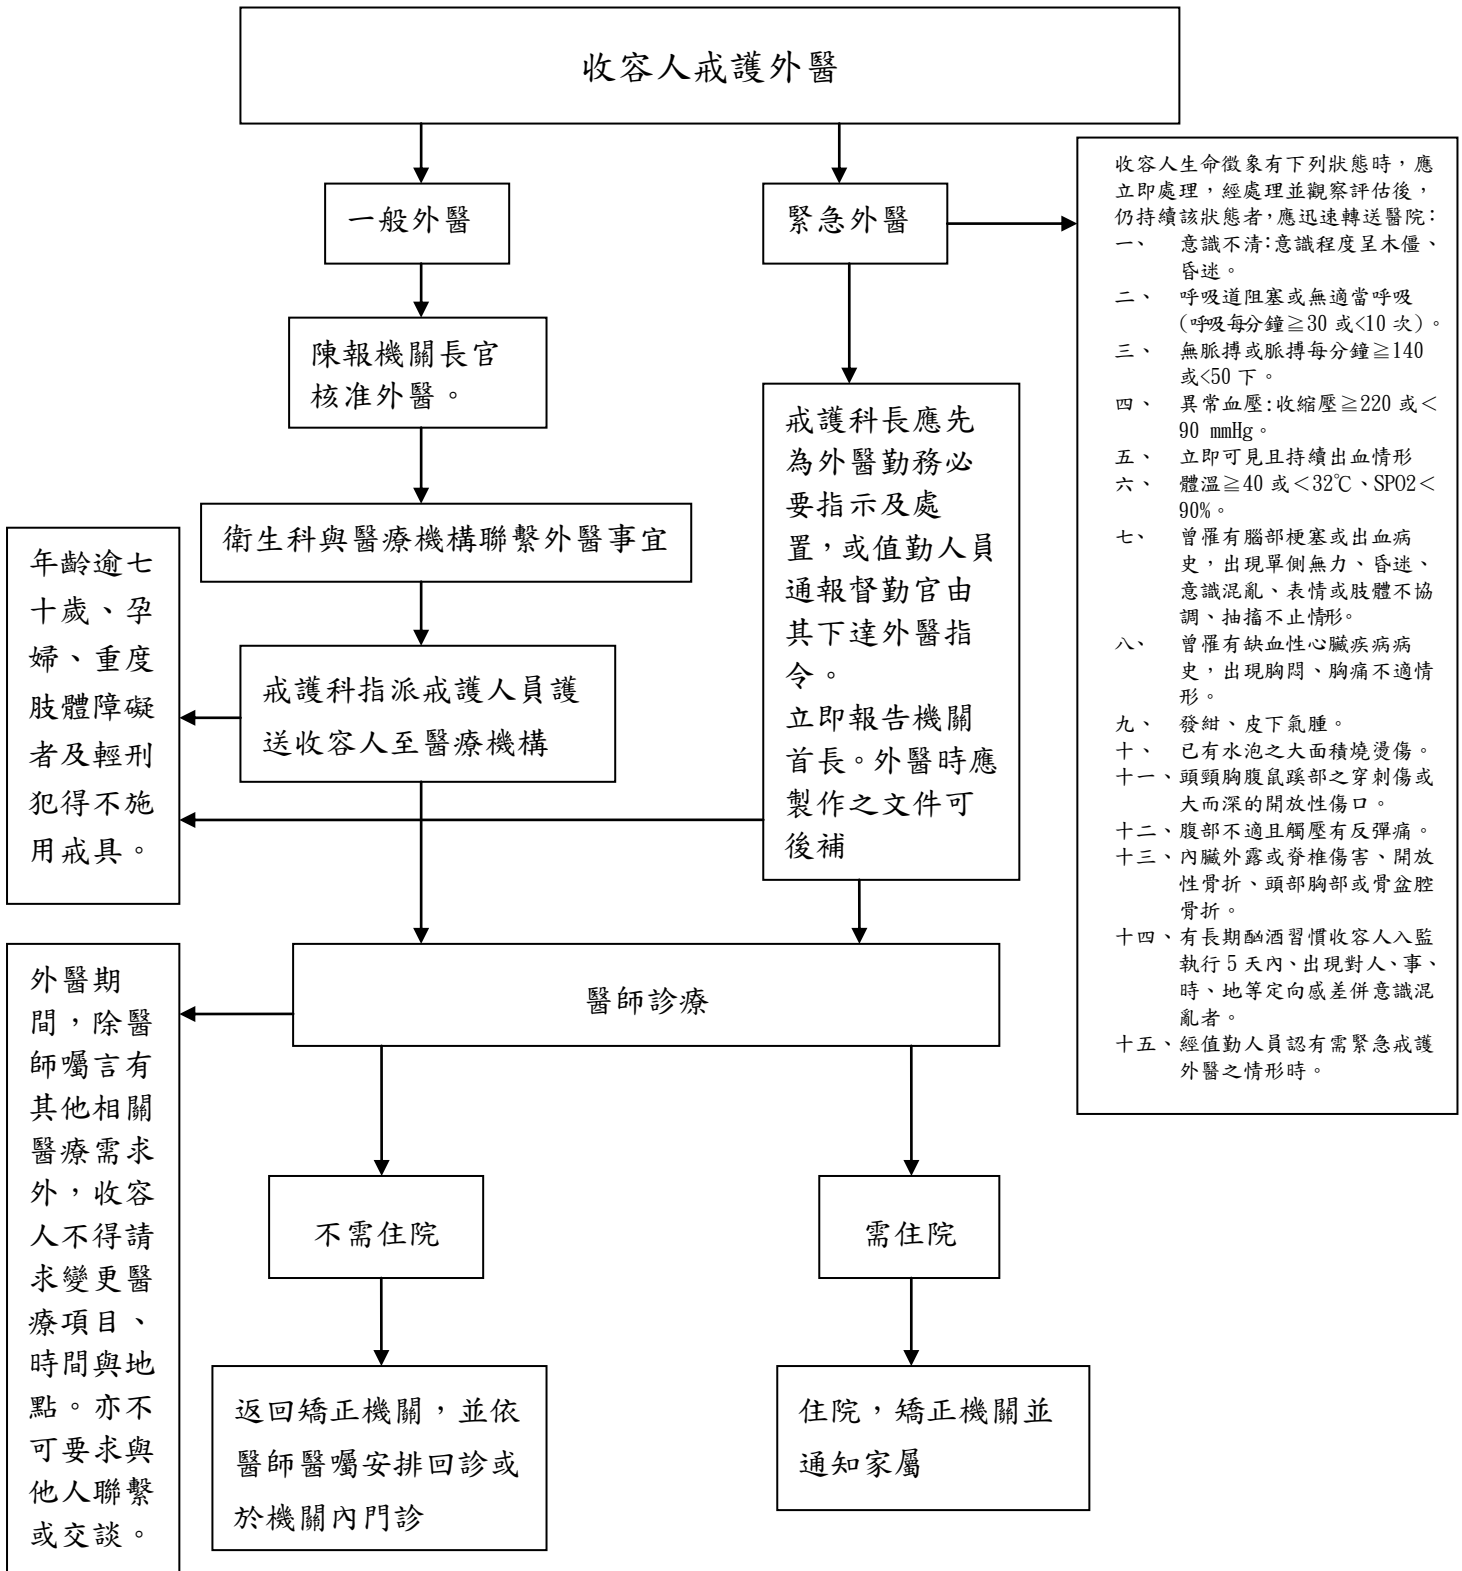 收容人戒護外醫
一般外醫
緊急外醫
收容人生命徵象有下列狀態時，應
立即處理，經處理並觀察評估後，
仍持續該狀態者，應迅速轉送醫院：
一、 意識不清：意識程度呈木僵、
昏迷。
二、 呼吸道阻塞或無適當呼吸
(呼吸每分鐘≧30 或<10 次)。
三、 無脈搏或脈搏每分鐘≧140
或<50 下。
四、 異常血壓：收縮壓≧220 或＜
90 mmHg。
五、 立即可見且持續出血情形
六、 體溫≧40 或＜32℃、SPO2＜
90%。
七、 曾罹有腦部梗塞或出血病
史，出現單側無力、昏迷、
意識混亂、表情或肢體不協
調、抽搐不止情形。
八、 曾罹有缺血性心臟疾病病
史，出現胸悶、胸痛不適情
形。
九、 發紺、皮下氣腫。
十、 已有水泡之大面積燒燙傷。
十一、頭頸胸腹鼠蹊部之穿刺傷或
大而深的開放性傷口。
十二、腹部不適且觸壓有反彈痛。
十三、內臟外露或脊椎傷害、開放
性骨折、頭部胸部或骨盆腔
骨折。
十四、有長期酗酒習慣收容人入監
執行 5 天內、出現對人、事、
時、地等定向感差併意識混
亂者。
十五、經值勤人員認有需緊急戒護
外醫之情形時。
陳報機關長官
核准外醫。
衛生科與醫療機構聯繫外醫事宜
戒護科指派戒護人員護
送收容人至醫療機構
戒護科長應先
為外醫勤務必
要指示及處
置，或值勤人員
通報督勤官由
其下達外醫指
令。
立即報告機關
首長。外醫時應
製作之文件可
後補
年齡逾七
十歲、孕
婦、重度
肢體障礙
者及輕刑
犯得不施
用戒具。
醫師診療
外醫期
間，除醫
師囑言有
其他相關
醫療需求
外，收容
人不得請
求變更醫
療項目、
時間與地
點。亦不
可要求與
他人聯繫
或交談。
不需住院
需住院
返回矯正機關，並依
醫師醫囑安排回診或
於機關內門診
住院，矯正機關並
通知家屬